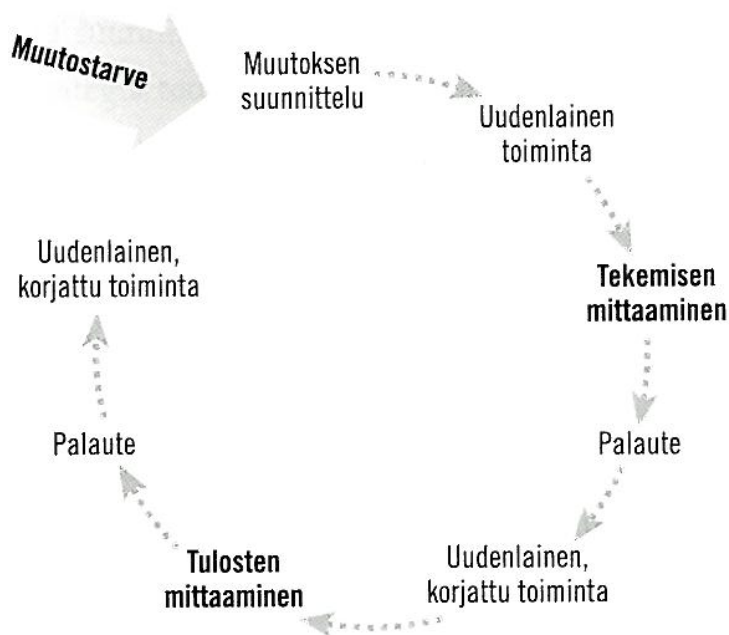 Muutostarve
Muutoksen
suunnittelu
Uudenlainen
toiminta
Tekemisen
mittaaminen
Palaute
Uudenlainen,
korjattu toiminta
Tulosten
mittaaminen
Palaute
Uudenlainen,
korjattu toiminta